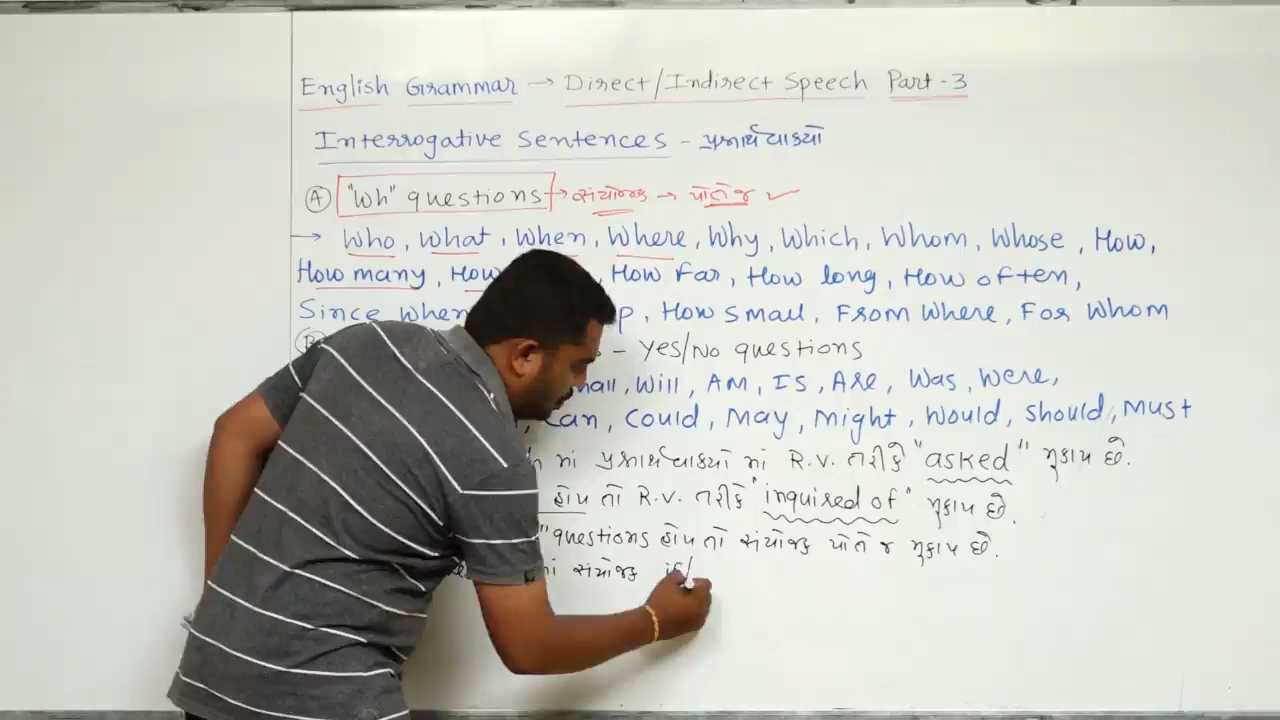 English Grammar → Direct/Indirect Speech Part-3
Interrogative Sentences - પ્રશ્નાર્થવાક્યો
(A) "Wh" questions → સંયોજક → પોતે જ ✓
→ Who, What, When, Where, Why, Which, Whom, Whose, How,
How many, How , How Far, How long, How often,
Since when , How small, From Where, For Whom
(B) - Yes/No questions
, Will, Am, Is, Are, Was, Were,
Can, Could, May, Might, Would, Should, Must
નાં પ્રશ્નાર્થવાક્યો માં R.V. તરીકે "asked" મૂકાય છે.
હોય તો R.V. તરીકે "inquired of" મૂકાય છે.
"questions હોય તો સંયોજક પોતે જ મૂકાય છે.
માં સંયોજક if/